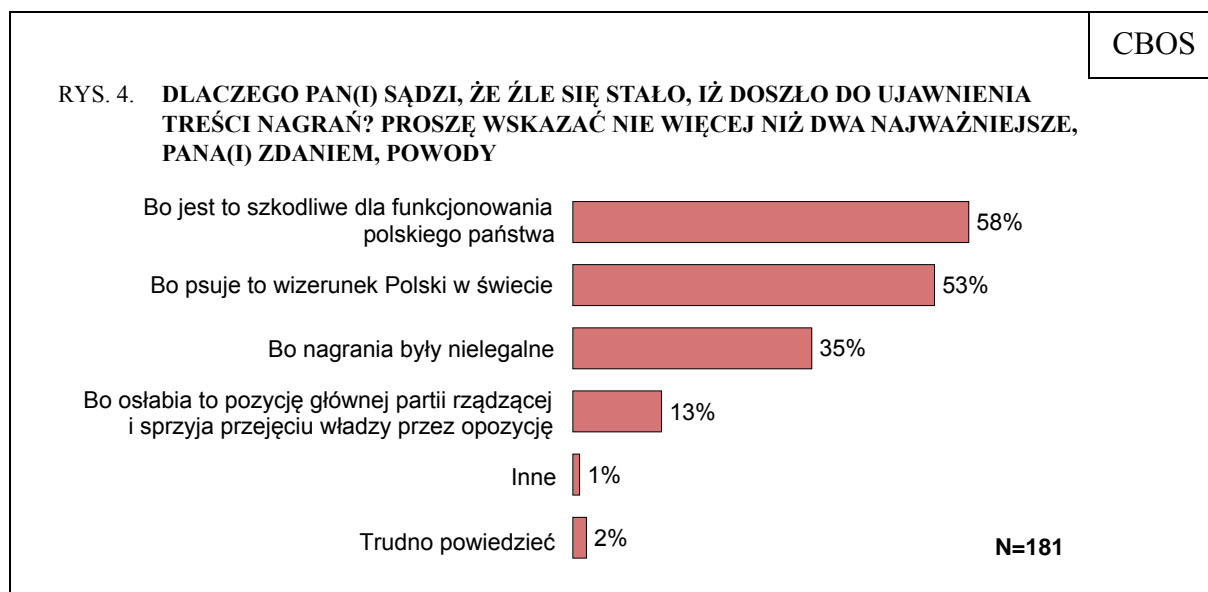 CBOS
RYS. 4. DLACZEGO PAN(I) SĄDZI, ŻE ŹLE SIĘ STAŁO, IŻ DOSZŁO DO UJAWNIENIA
TREŚCI NAGRAŃ? PROSZĘ WSKAZAĆ NIE WIĘCEJ NIŻ DWA NAJWAŻNIEJSZE,
PANA(I) ZDANIEM, POWODY
Bo jest to szkodliwe dla funkcjonowania
polskiego państwa
58%
Bo psuje to wizerunek Polski w świecie
53%
Bo nagrania były nielegalne
35%
Bo osłabia to pozycję głównej partii rządzącej
i sprzyja przejęciu władzy przez opozycję
13%
Inne
1%
Trudno powiedzieć
2%
N=181